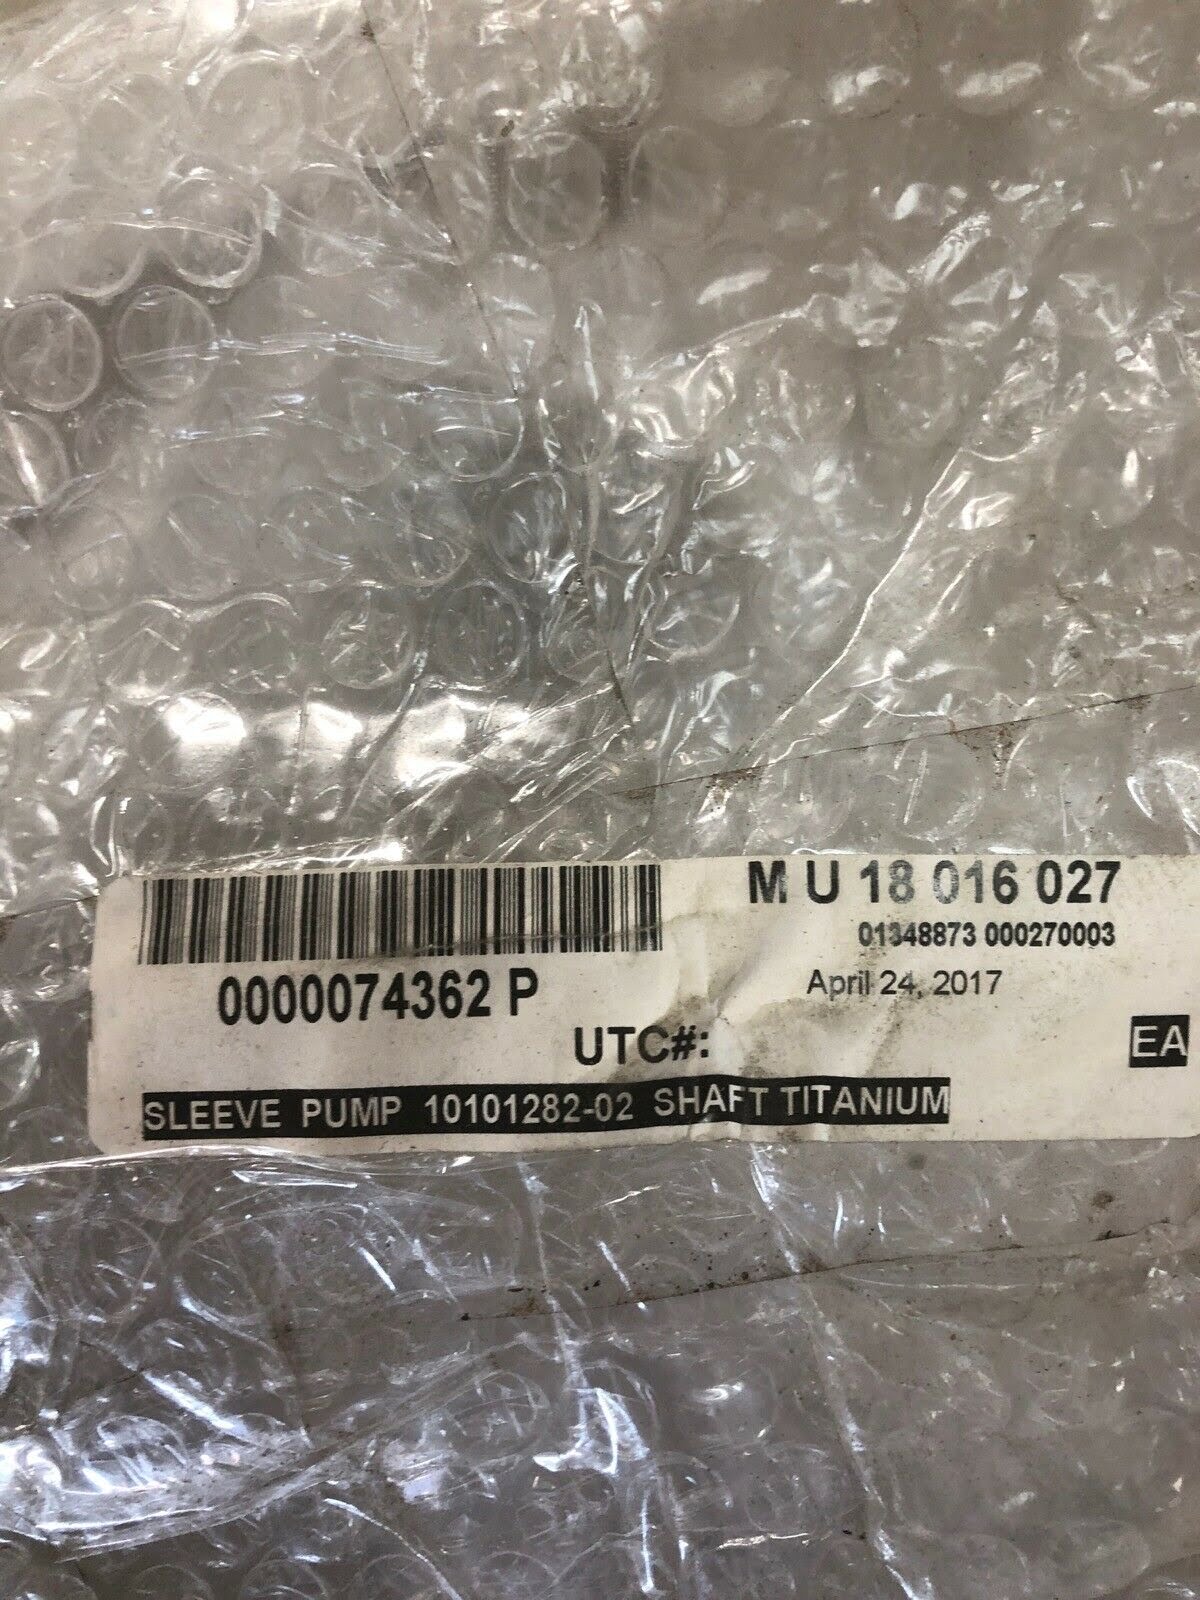 M U 18 016 027
01348873 000270003
0000074362 P
April 24, 2017
UTC#:
EA
SLEEVE PUMP 10101282-02 SHAFT TITANIUM